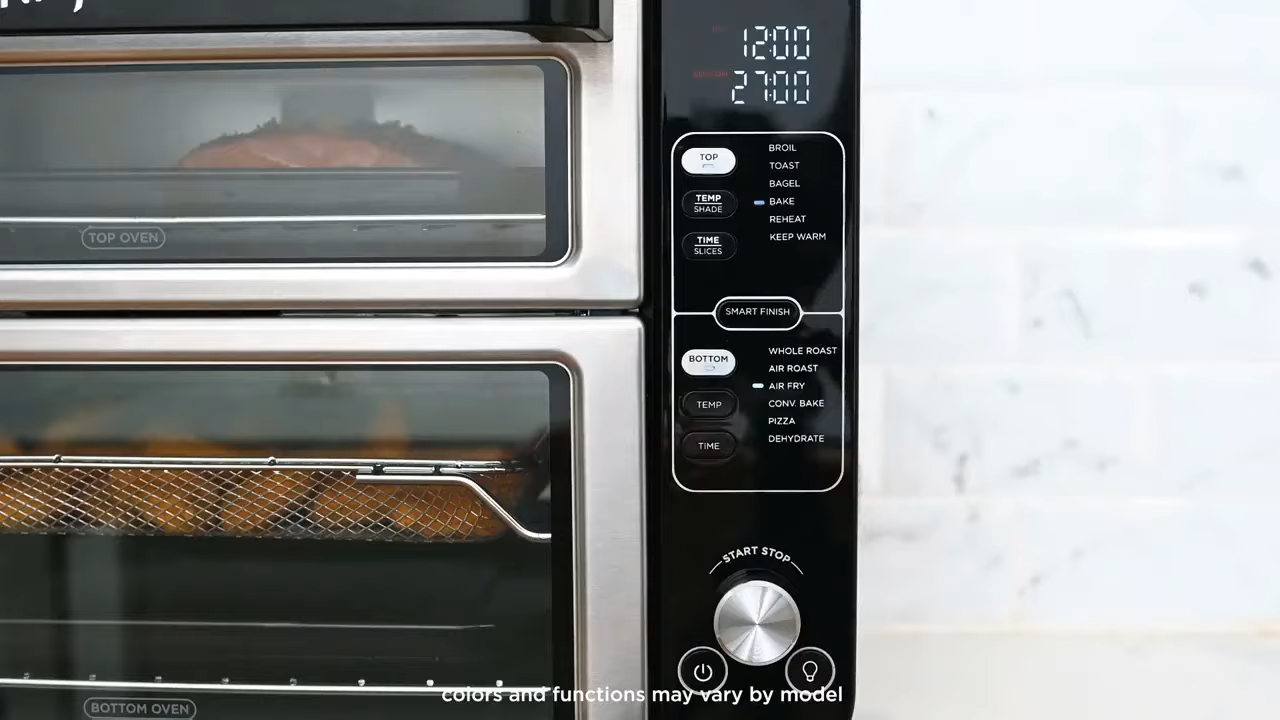 12:00
27:00
TOP
BROIL
TOAST
BAGEL
TEMP
SHADE
BAKE
REHEAT
TIME
SLICES
KEEP WARM
TOP OVEN
SMART FINISH
BOTTOM
WHOLE ROAST
AIR ROAST
AIR FRY
TEMP
CONV. BAKE
PIZZA
TIME
DEHYDRATE
START STOP
BOTTOM OVEN
colors and functions may vary by model